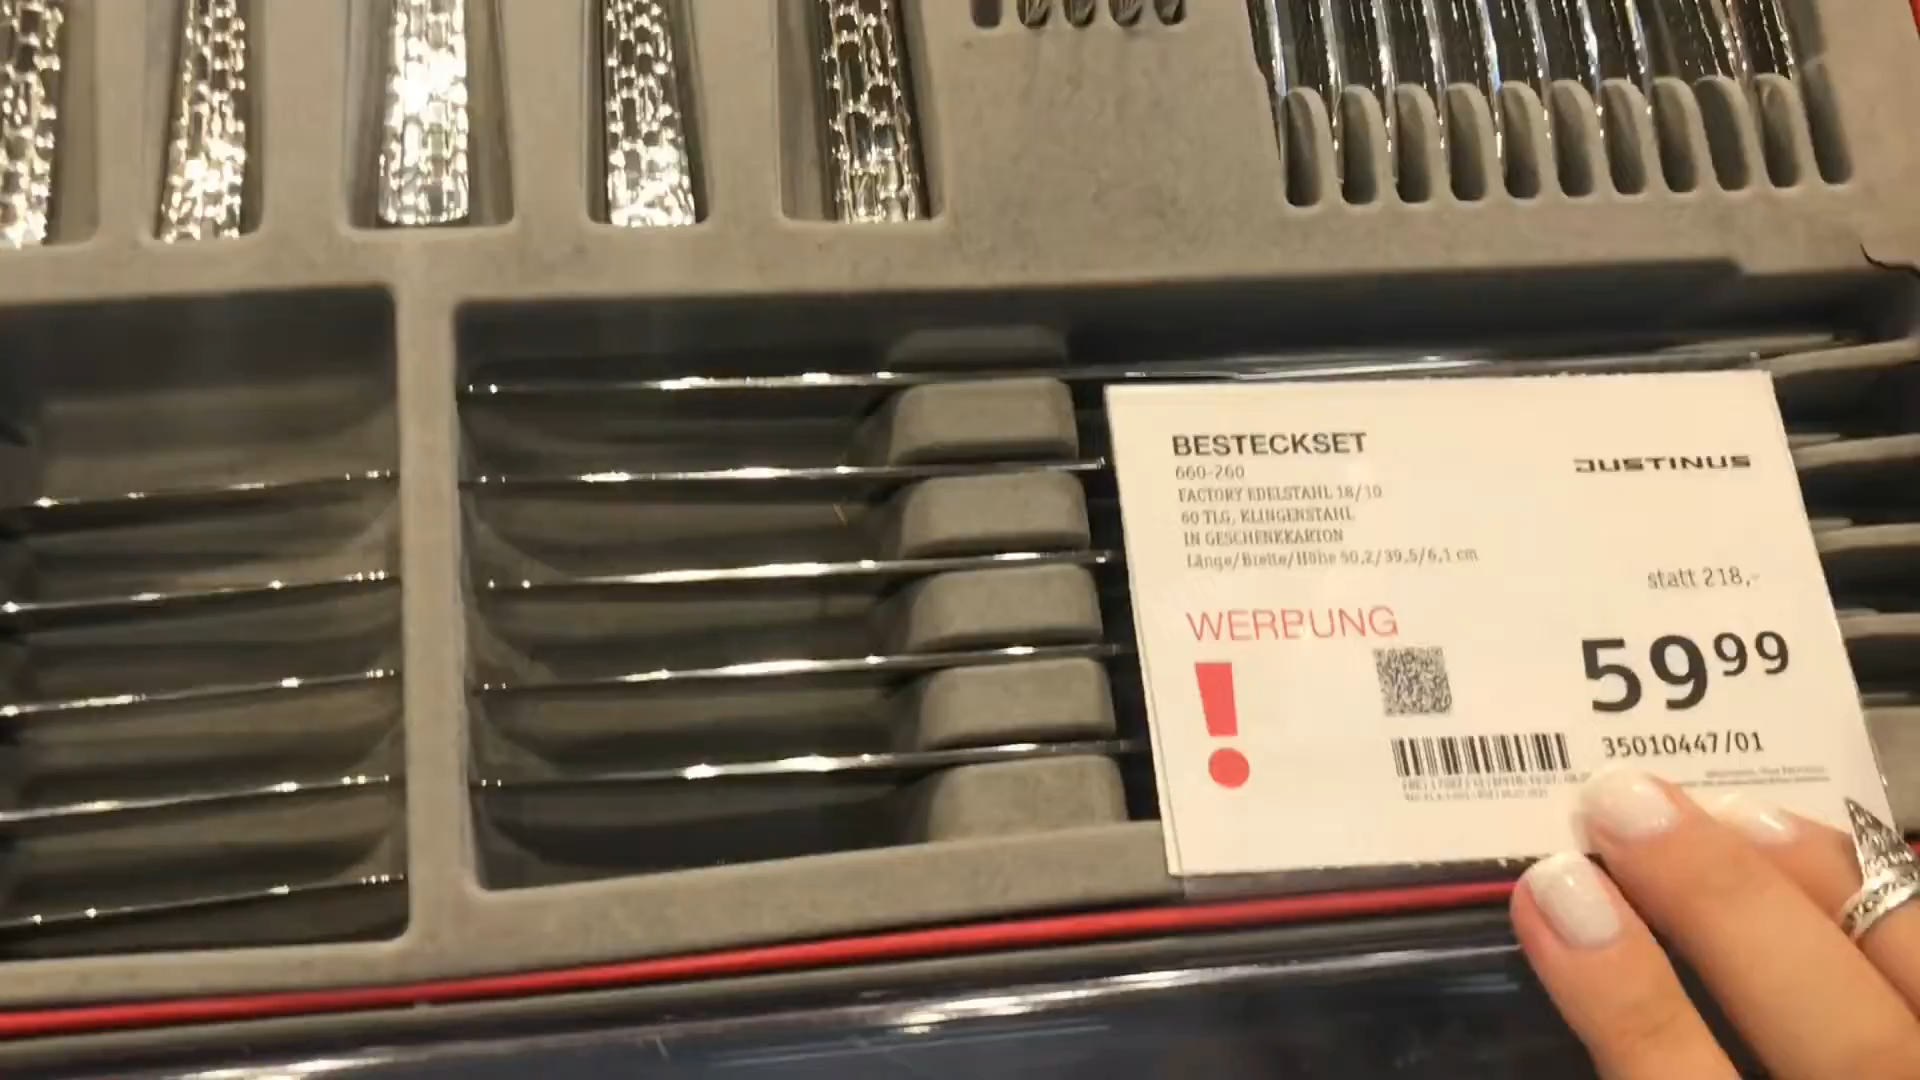 BESTECKSET
660-260
JUSTINUS
FACTORY EDELSTAHL 18/10
60 TLG, KLINGENSTAHL
IN GESCHENKKARTON
Länge/Breite/Höhe 50,2/39,5/6,1 cm
statt 218,-
WERBUNG
59⁹⁹
35010447/01